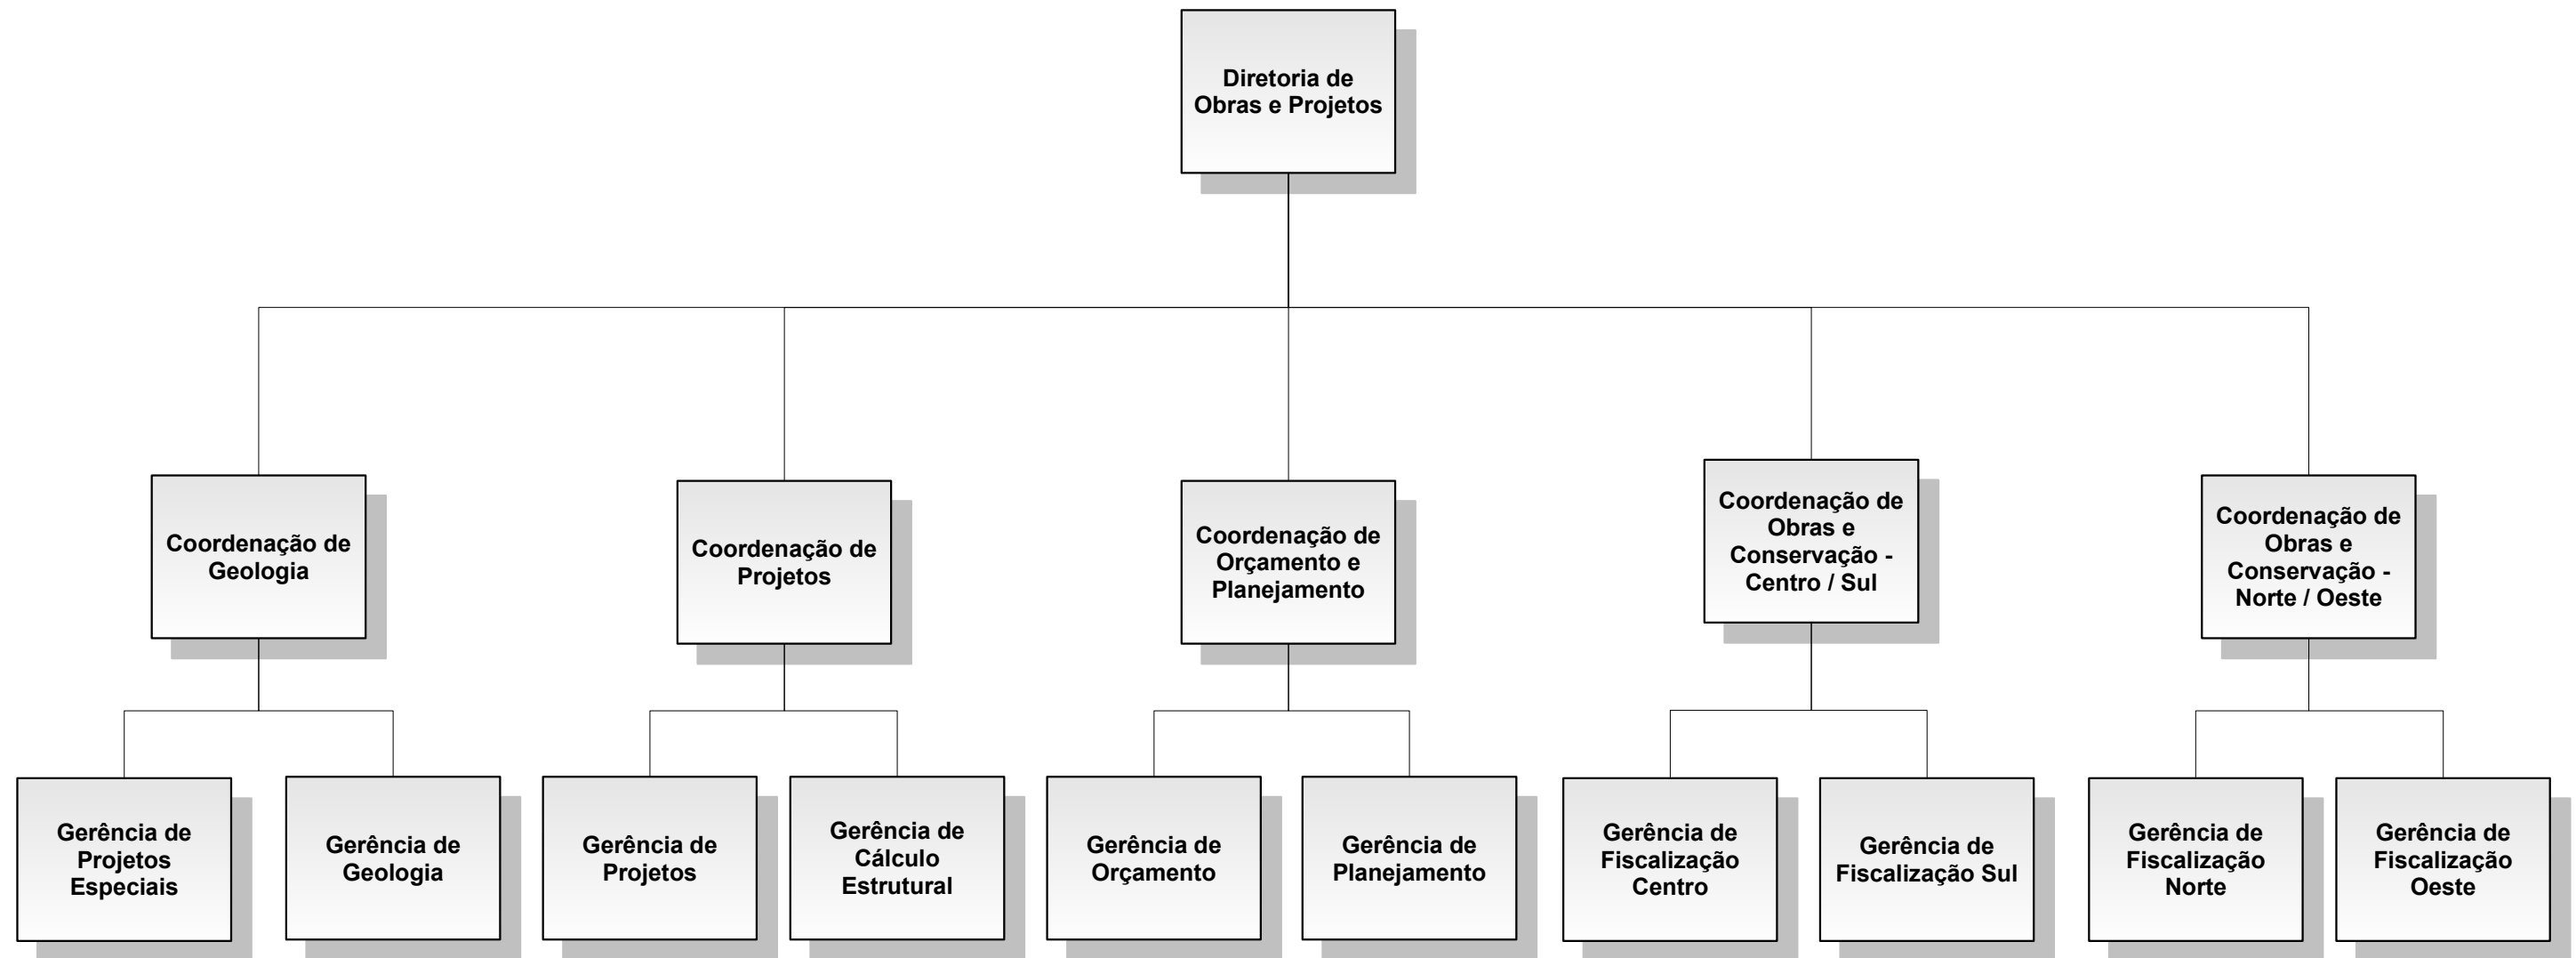 Diretoria de
Obras e Projetos
Coordenação de
Geologia
Coordenação de
Projetos
Coordenação de
Orçamento e
Planejamento
Coordenação de
Obras e
Conservação -
Centro / Sul
Coordenação de
Obras e
Conservação -
Norte / Oeste
Gerência de
Projetos
Especiais
Gerência de
Geologia
Gerência de
Projetos
Gerência de
Cálculo
Estrutural
Gerência de
Orçamento
Gerência de
Planejamento
Gerência de
Fiscalização
Centro
Gerência de
Fiscalização Sul
Gerência de
Fiscalização
Norte
Gerência de
Fiscalização
Oeste